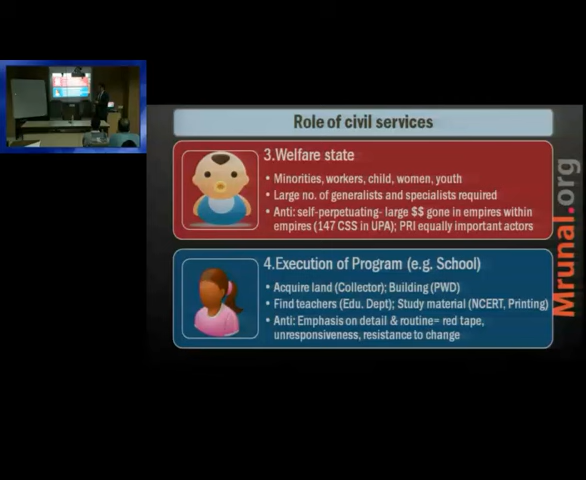 Role of civil services
3.Welfare state
• Minorities, workers, child, women, youth
• Large no. of generalists and specialists required
• Anti: self-perpetuating- large $$ gone in empires within
empires (147 CSS in UPA); PRI equally important actors
4.Execution of Program (e.g. School)
• Acquire land (Collector); Building (PWD)
• Find teachers (Edu. Dept); Study material (NCERT, Printing)
• Anti: Emphasis on detail & routine= red tape,
unresponsiveness, resistance to change
Mrunal.org